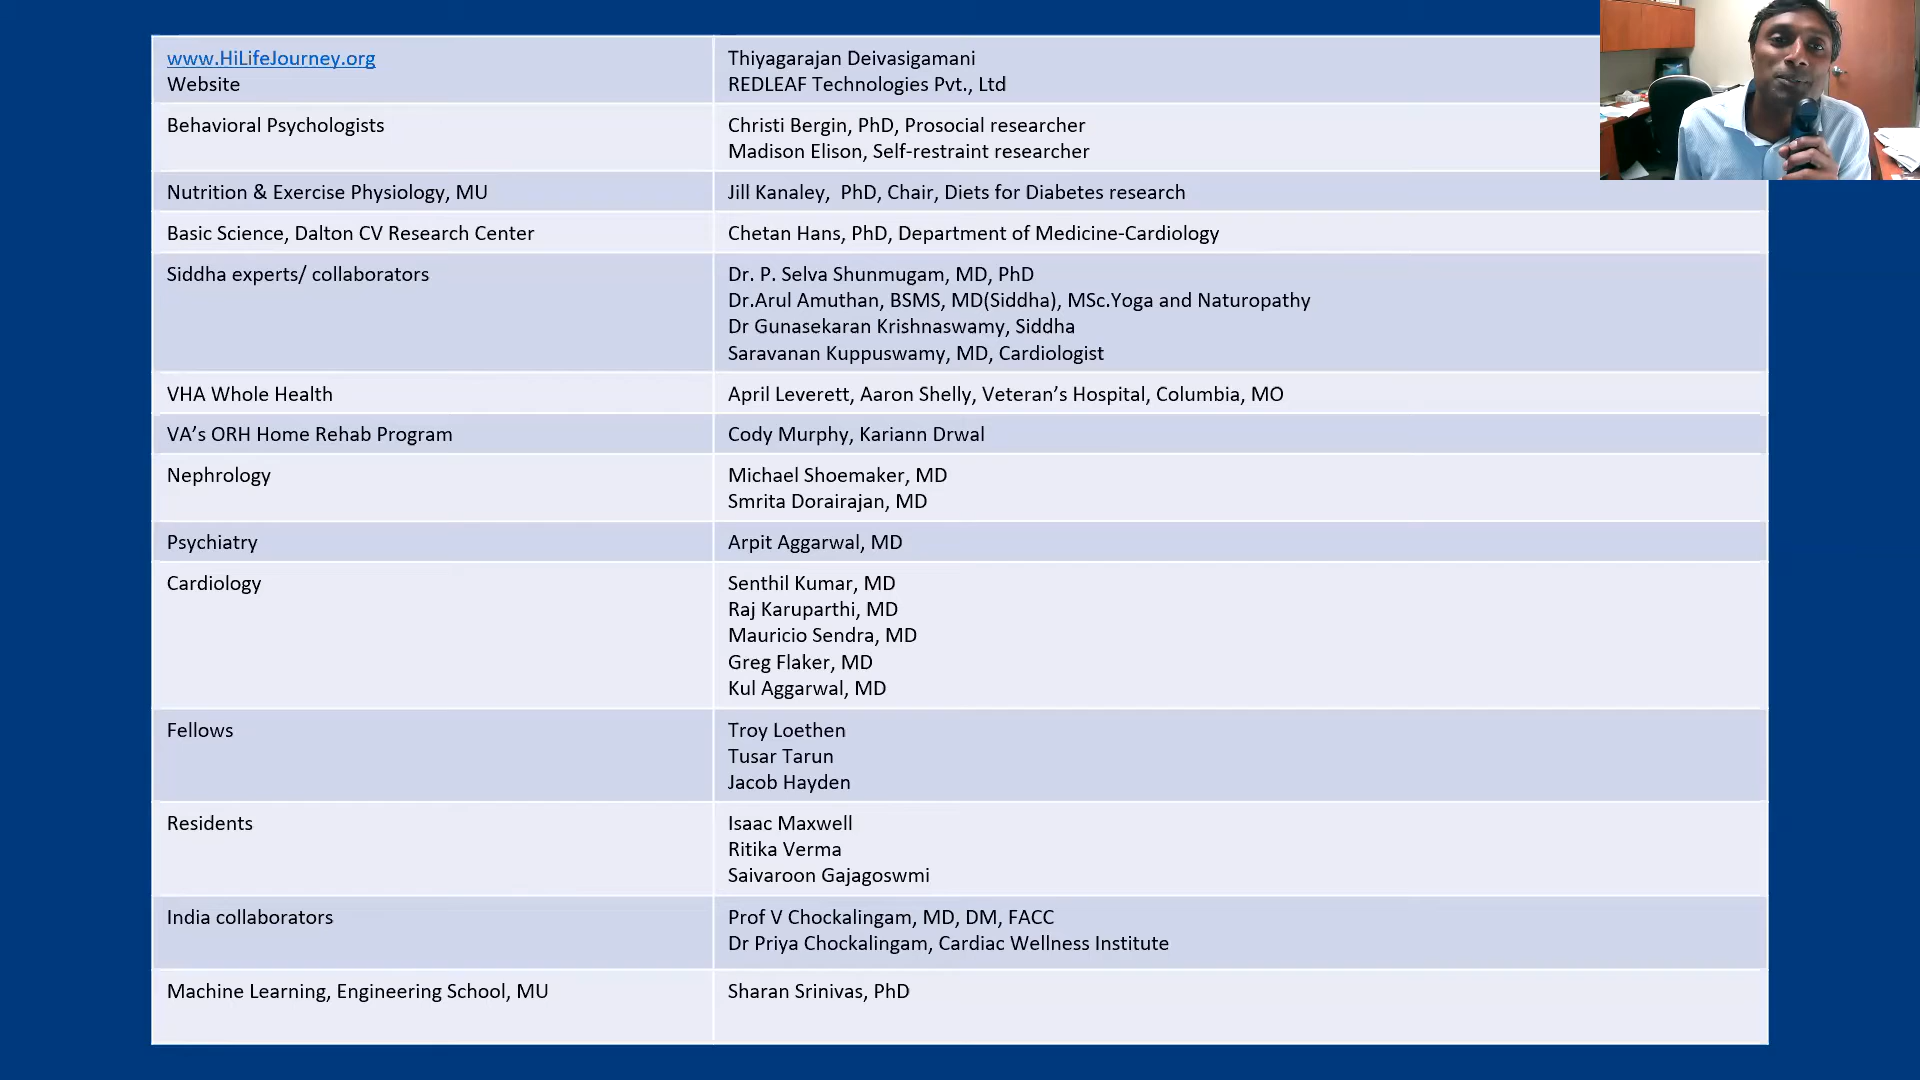 www.HiLifeJourney.org
Website
Thiyagarajan Deivasigamani
REDLEAF Technologies Pvt., Ltd
Behavioral Psychologists
Christi Bergin, PhD, Prosocial researcher
Madison Elison, Self-restraint researcher
Nutrition & Exercise Physiology, MU
Jill Kanaley,  PhD, Chair, Diets for Diabetes research
Basic Science, Dalton CV Research Center
Chetan Hans, PhD, Department of Medicine-Cardiology
Siddha experts/ collaborators
Dr. P. Selva Shunmugam, MD, PhD
Dr.Arul Amuthan, BSMS, MD(Siddha), MSc.Yoga and Naturopathy
Dr Gunasekaran Krishnaswamy, Siddha
Saravanan Kuppuswamy, MD, Cardiologist
VHA Whole Health
April Leverett, Aaron Shelly, Veteran’s Hospital, Columbia, MO
VA’s ORH Home Rehab Program
Cody Murphy, Kariann Drwal
Nephrology
Michael Shoemaker, MD
Smrita Dorairajan, MD
Psychiatry
Arpit Aggarwal, MD
Cardiology
Senthil Kumar, MD
Raj Karuparthi, MD
Mauricio Sendra, MD
Greg Flaker, MD
Kul Aggarwal, MD
Fellows
Troy Loethen
Tusar Tarun
Jacob Hayden
Residents
Isaac Maxwell
Ritika Verma
Saivaroon Gajagoswmi
India collaborators
Prof V Chockalingam, MD, DM, FACC
Dr Priya Chockalingam, Cardiac Wellness Institute
Machine Learning, Engineering School, MU
Sharan Srinivas, PhD